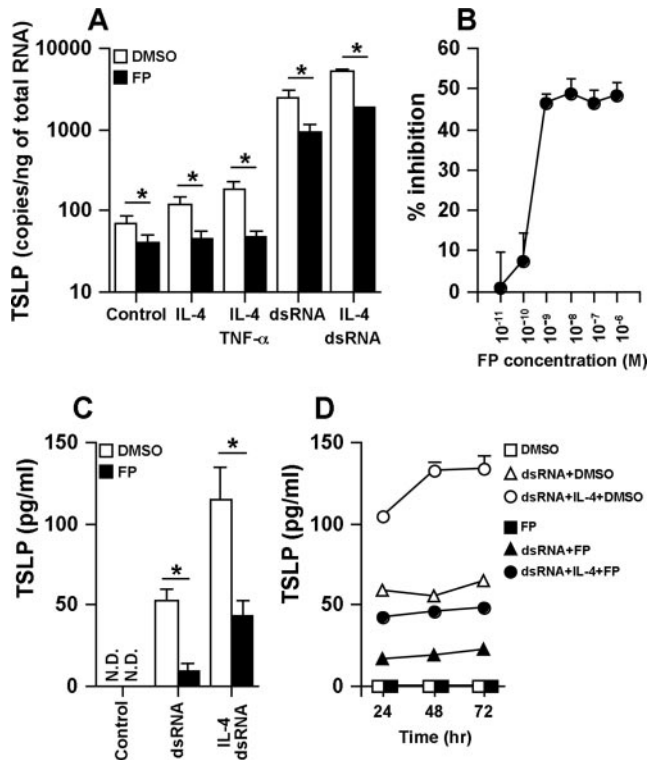 A
TSLP (copies/ng of total RNA)
10000
1000
100
10
DMSO
FP
*
*
*
*
*
Control
IL-4
IL-4
TNF-α
dsRNA
IL-4
dsRNA
B
% inhibition
60
50
40
30
20
10
0
10⁻¹¹
10⁻¹⁰
10⁻⁹
10⁻⁸
10⁻⁷
10⁻⁶
FP concentration (M)
C
TSLP (pg/ml)
150
100
50
0
DMSO
FP
*
*
N.D.
N.D.
Control
dsRNA
IL-4
dsRNA
D
TSLP (pg/ml)
150
100
50
0
24
48
72
Time (hr)
DMSO
dsRNA+DMSO
dsRNA+IL-4+DMSO
FP
dsRNA+FP
dsRNA+IL-4+FP